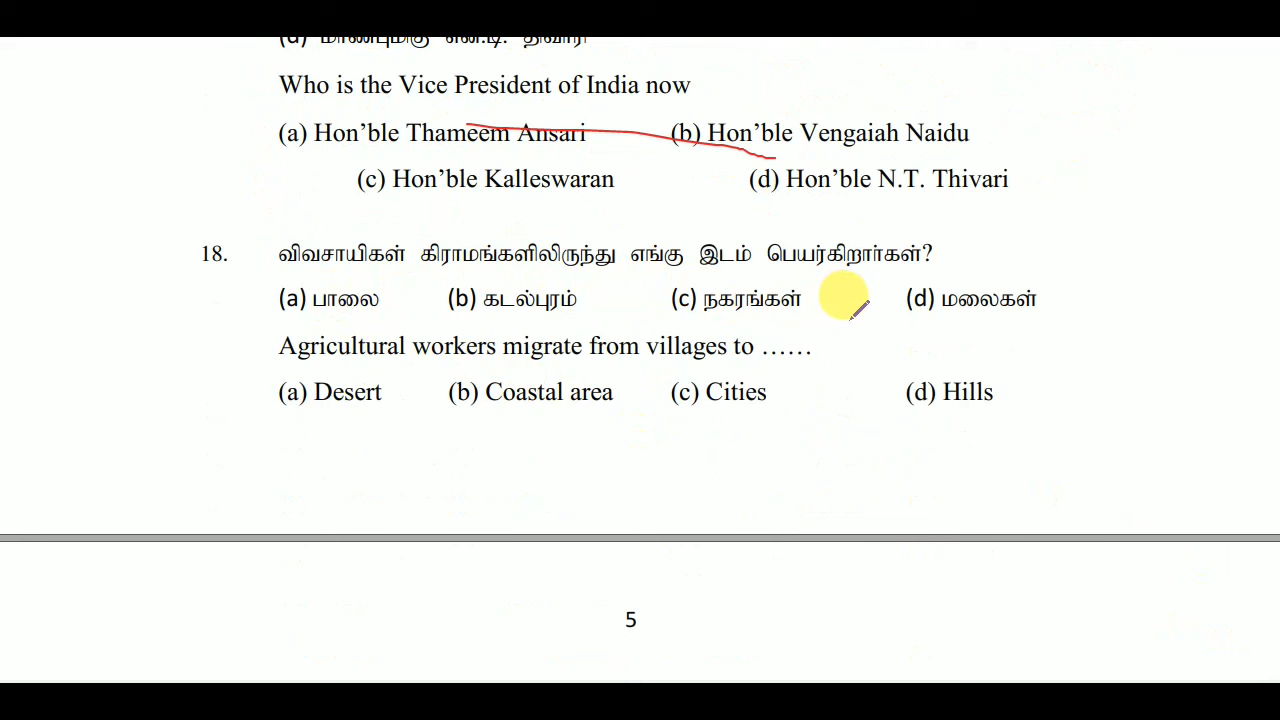 (d) மாண்புமிகு என்.டி. திவாரி
Who is the Vice President of India now
(a) Hon’ble Thameem Ansari (b) Hon’ble Vengaiah Naidu
(c) Hon’ble Kalleswaran (d) Hon’ble N.T. Thivari
18. விவசாயிகள் கிராமங்களிலிருந்து எங்கு இடம் பெயர்கிறார்கள்?
(a) பாலை (b) கடல்புரம் (c) நகரங்கள் (d) மலைகள்
Agricultural workers migrate from villages to ……
(a) Desert (b) Coastal area (c) Cities (d) Hills
5